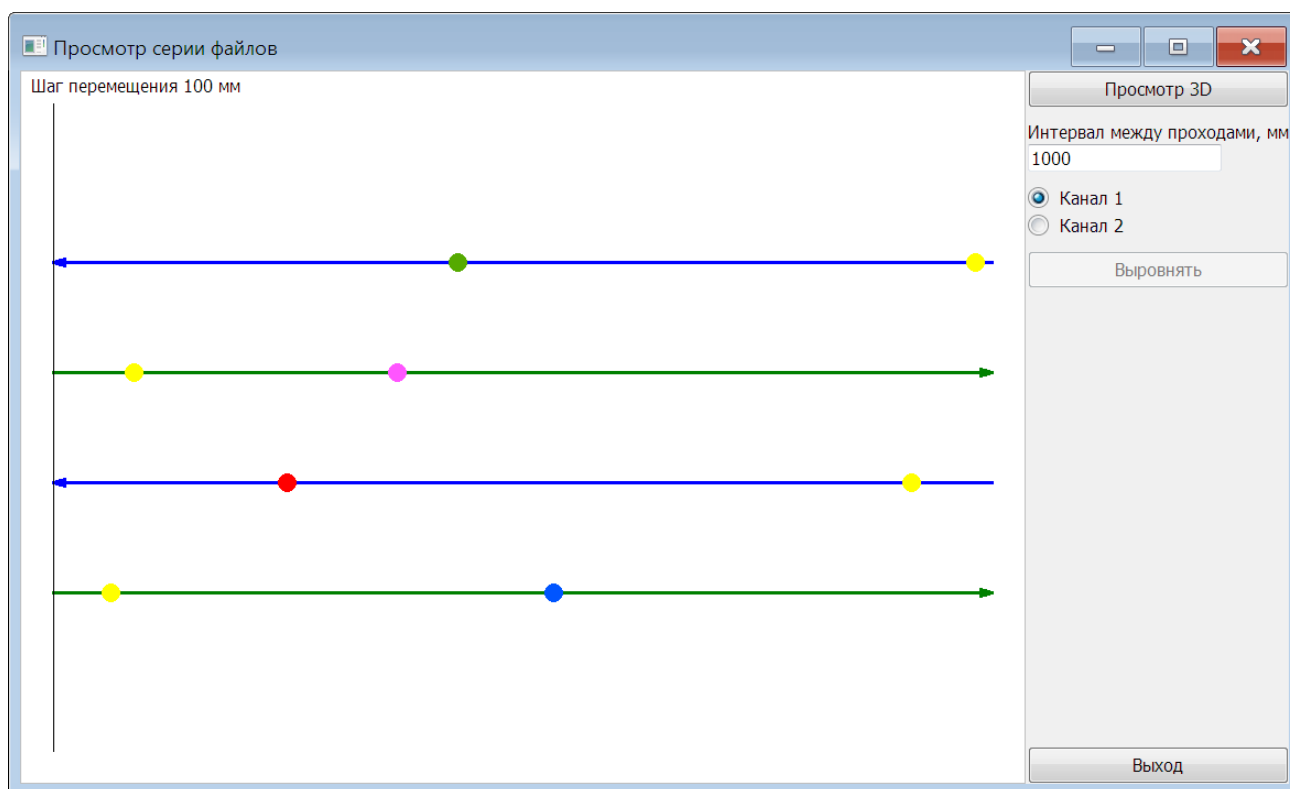 Просмотр серии файлов
Шаг перемещения 100 мм
Просмотр 3D
Интервал между проходами, мм
1000
Канал 1
Канал 2
Выровнять
Выход